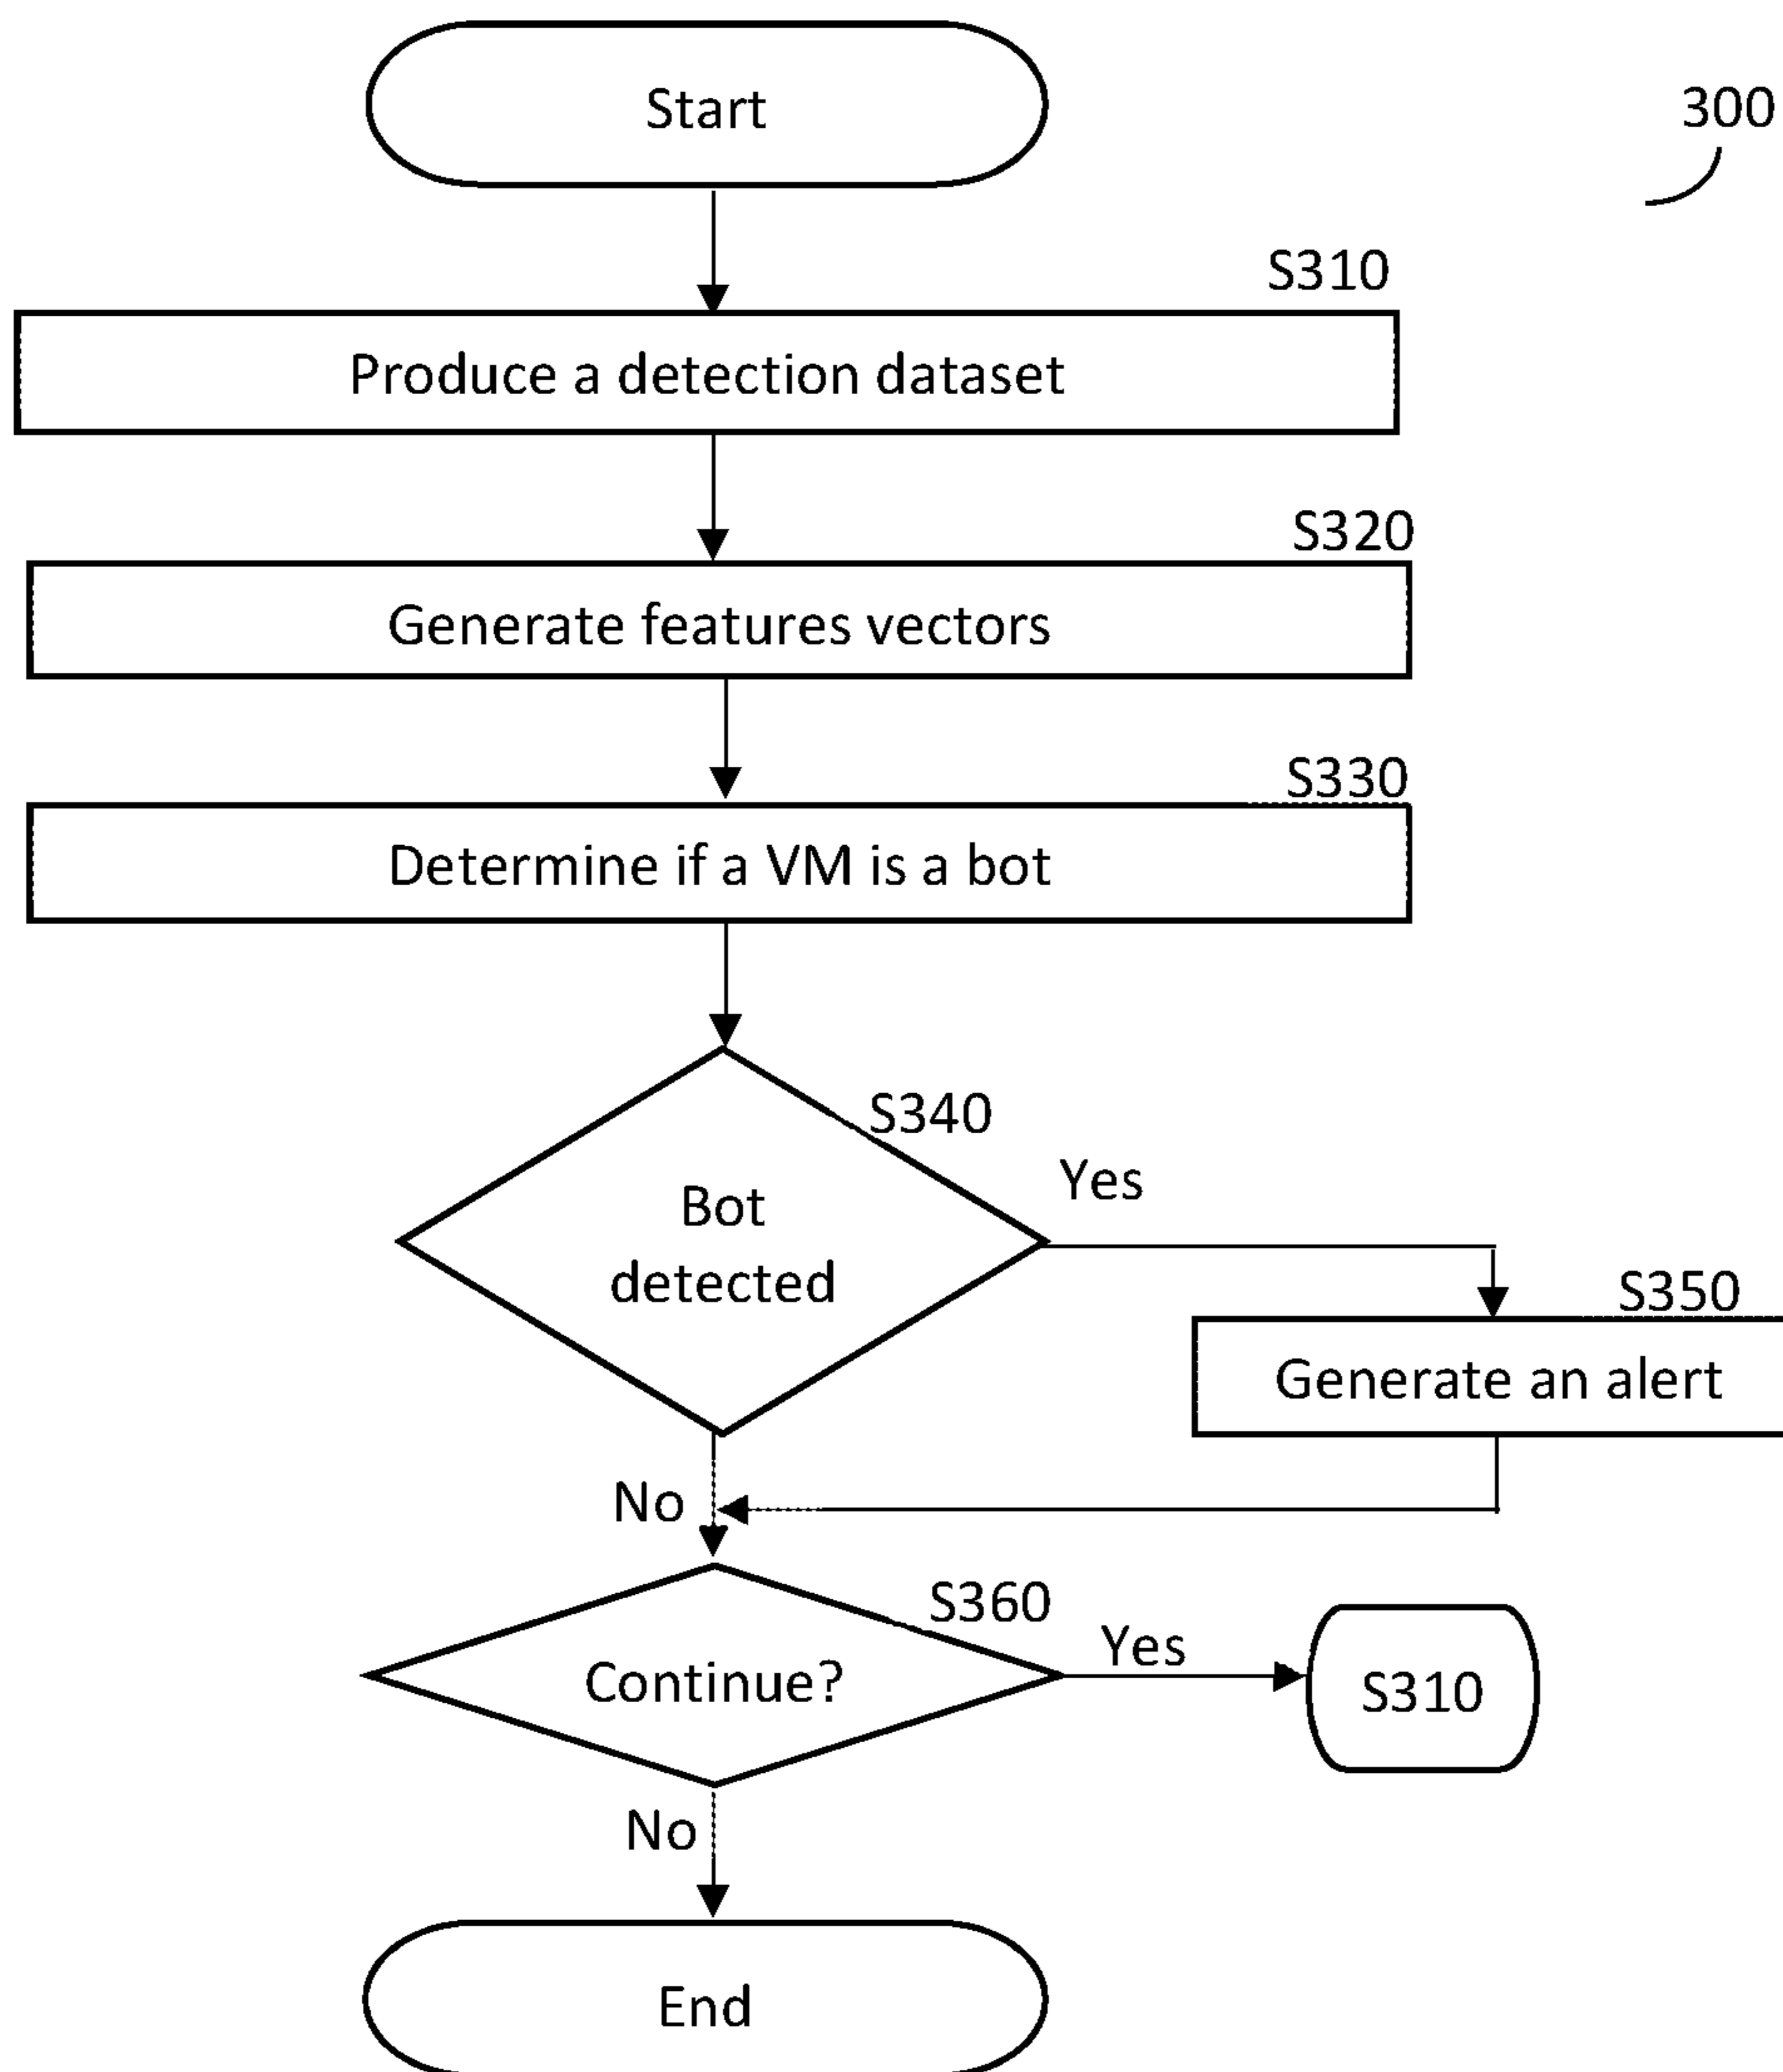 Start
300
S310
Produce a detection dataset
S320
Generate features vectors
S330
Determine if a VM is a bot
S340
Bot
detected
Yes
S350
Generate an alert
No
S360
Continue?
Yes
S310
No
End